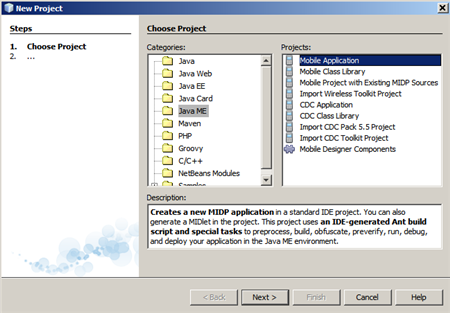 New Project
Steps
1. Choose Project
2. ...
Choose Project
Categories:
Java
Java Web
Java EE
Java Card
Java ME
Maven
PHP
Groovy
C/C++
NetBeans Modules
Samples
Projects:
Mobile Application
Mobile Class Library
Mobile Project with Existing MIDP Sources
Import Wireless Toolkit Project
CDC Application
CDC Class Library
Import CDC Pack 5.5 Project
Import CDC Toolkit Project
Mobile Designer Components
Description:
Creates a new MIDP application in a standard IDE project. You can also
generate a MIDlet in the project. This project uses an IDE-generated Ant build
script and special tasks to preprocess, build, obfuscate, preverify, run, debug,
and deploy your application in the Java ME environment.
< Back
Next >
Finish
Cancel
Help